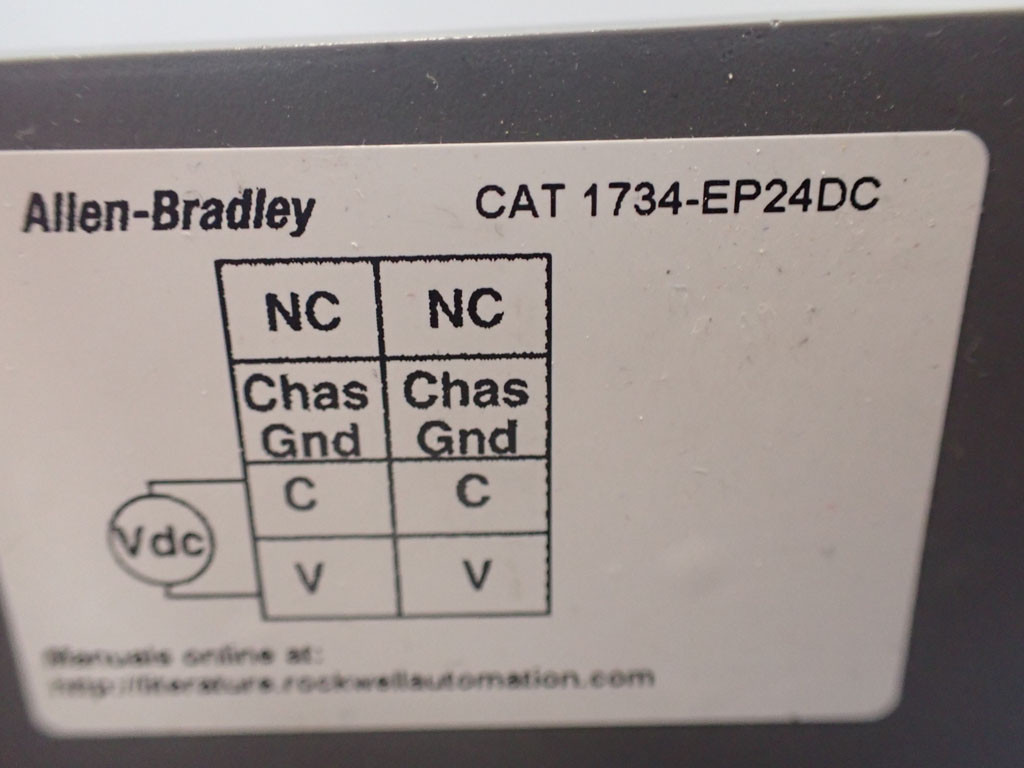 Allen-Bradley CAT 1734-EP24DC
NC NC
Chas Chas
Gnd Gnd
C C
Vdc
V V
Manuals online at:
http://literature.rockwellautomation.com